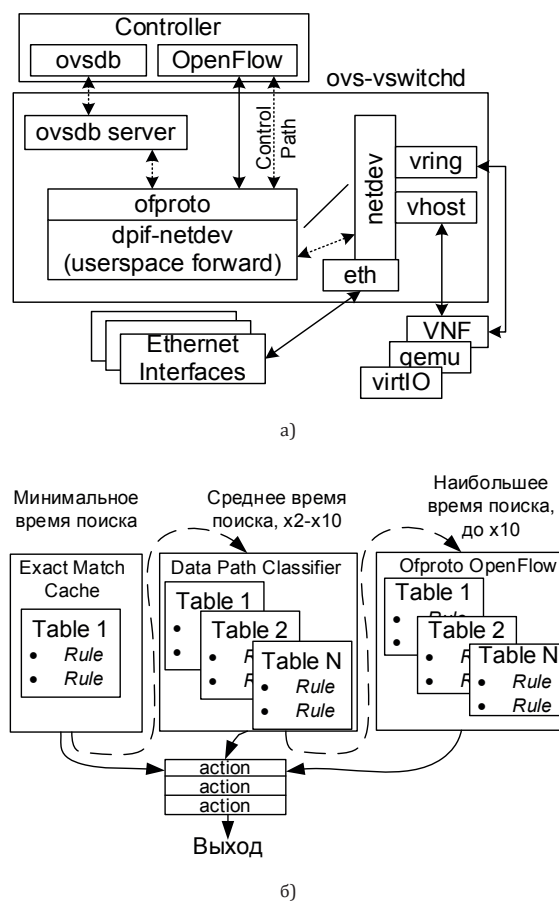 Controller
ovsdb
OpenFlow
ovs-vswitchd
ovsdb server
Control
Path
netdev
vring
vhost
ofproto
dpif-netdev
(userspace forward)
eth
Ethernet
Interfaces
VNF
qemu
virtIO
а)
Минимальное
время поиска
Среднее время
поиска, x2-x10
Наибольшее
время поиска,
до x10
Exact Match
Cache
Table 1
• Rule
• Rule
Data Path Classifier
Table 1
•
•
Table 2
•
•
Table N
• Rule
• Rule
Ofproto OpenFlow
Table 1
•
•
Table 2
•
•
Table N
• Rule
• Rule
action
action
action
Выход
б)